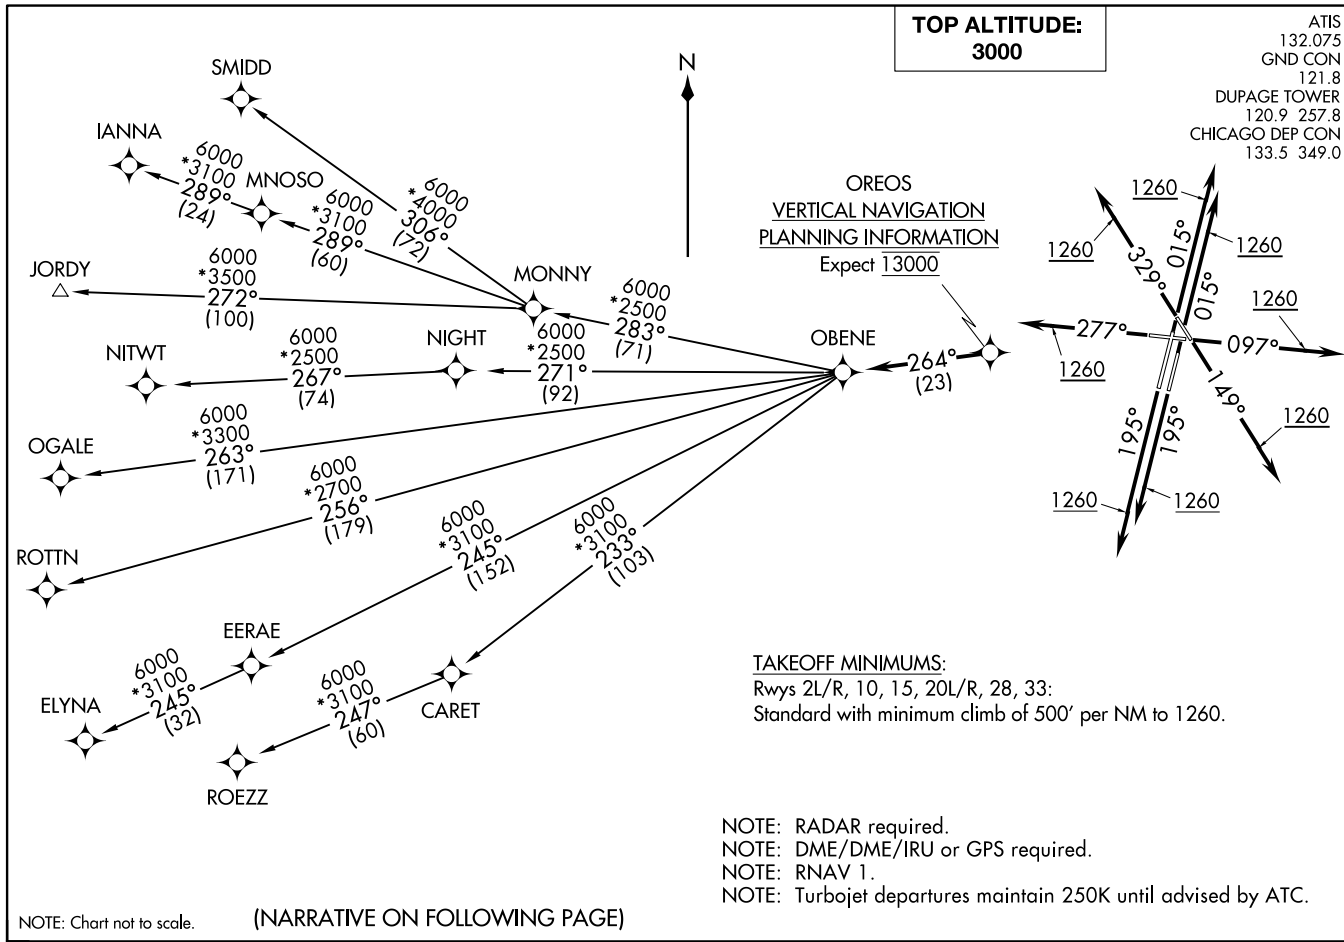 TOP ALTITUDE:
3000
ATIS
132.075
GND CON
121.8
DUPAGE TOWER
120.9 257.8
CHICAGO DEP CON
133.5 349.0
N
SMIDD
IANNA
6000
*3100
289°
(24)
MNOSO
6000
*3100
289°
(60)
6000
*4000
306°
(72)
JORDY
6000
*3500
272°
(100)
MONNY
6000
*2500
283°
(71)
OREOS
VERTICAL NAVIGATION
PLANNING INFORMATION
Expect 13000
NITWT
6000
*2500
267°
(74)
NIGHT
6000
*2500
271°
(92)
OBENE
264°
(23)
OGALE
6000
*3300
263°
(171)
ROTTN
6000
*2700
256°
(179)
6000
*3100
245°
(152)
6000
*3100
233°
(103)
EERAE
ELYNA
6000
*3100
245°
(32)
6000
*3100
247°
(60)
CARET
ROEZZ
1260
1260
329°
015°
015°
1260
1260
277°
1260
097°
149°
1260
195°
195°
1260
1260
TAKEOFF MINIMUMS:
Rwys 2L/R, 10, 15, 20L/R, 28, 33:
Standard with minimum climb of 500' per NM to 1260.
NOTE: RADAR required.
NOTE: DME/DME/IRU or GPS required.
NOTE: RNAV 1.
NOTE: Turbojet departures maintain 250K until advised by ATC.
NOTE: Chart not to scale.
(NARRATIVE ON FOLLOWING PAGE)